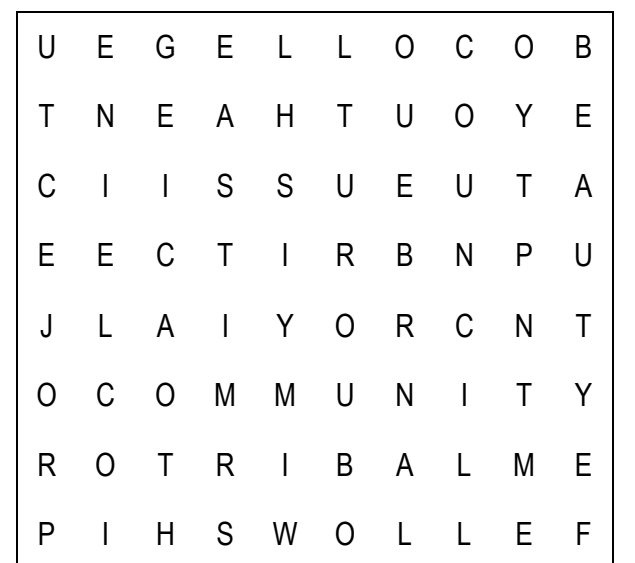 U E G E L L O C O B
T N E A H T U O Y E
C I I S S U E U T A
E E C T I R B N P U
J L A I Y O R C N T
O C O M M U N I T Y
R O T R I B A L M E
P I H S W O L L E F